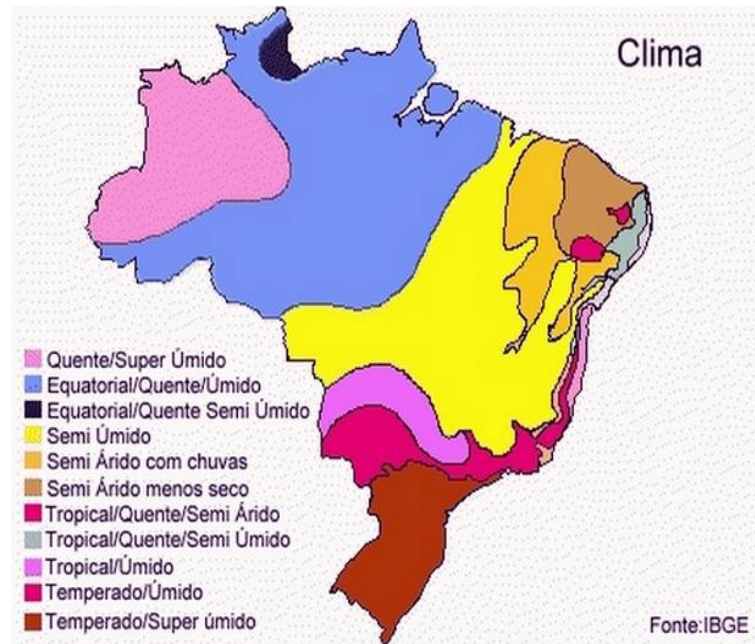 Clima
Quente/Super Úmido
Equatorial/Quente/Úmido
Equatorial/Quente Semi Úmido
Semi Úmido
Semi Árido com chuvas
Semi Árido menos seco
Tropical/Quente/Semi Árido
Tropical/Quente/Semi Úmido
Tropical/Úmido
Temperado/Úmido
Temperado/Super úmido
Fonte:IBGE